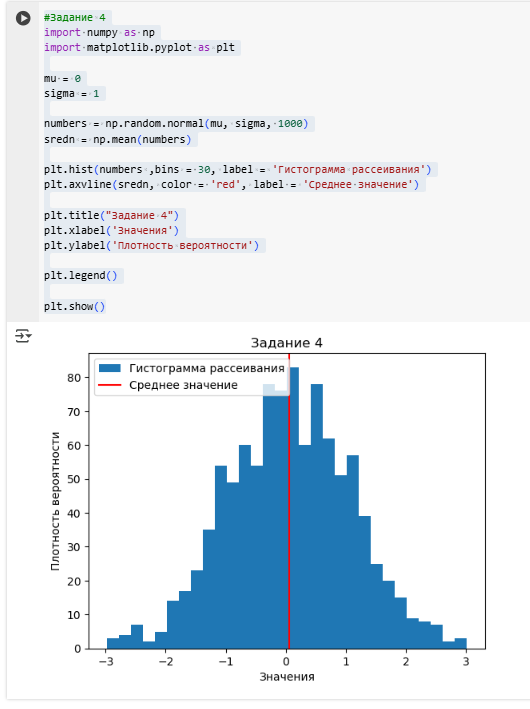 #Задание 4
import numpy as np
import matplotlib.pyplot as plt
mu = 0
sigma = 1
numbers = np.random.normal(mu, sigma, 1000)
sredn = np.mean(numbers)
plt.hist(numbers ,bins = 30, label = 'Гистограмма рассеивания')
plt.axvline(sredn, color = 'red', label = 'Среднее значение')
plt.title("Задание 4")
plt.xlabel('Значения')
plt.ylabel('Плотность вероятности')
plt.legend()
plt.show()
Задание 4
Гистограмма рассеивания
Среднее значение
Плотность вероятности
80
70
60
50
40
30
20
10
0
−3 −2 −1 0 1 2 3
Значения